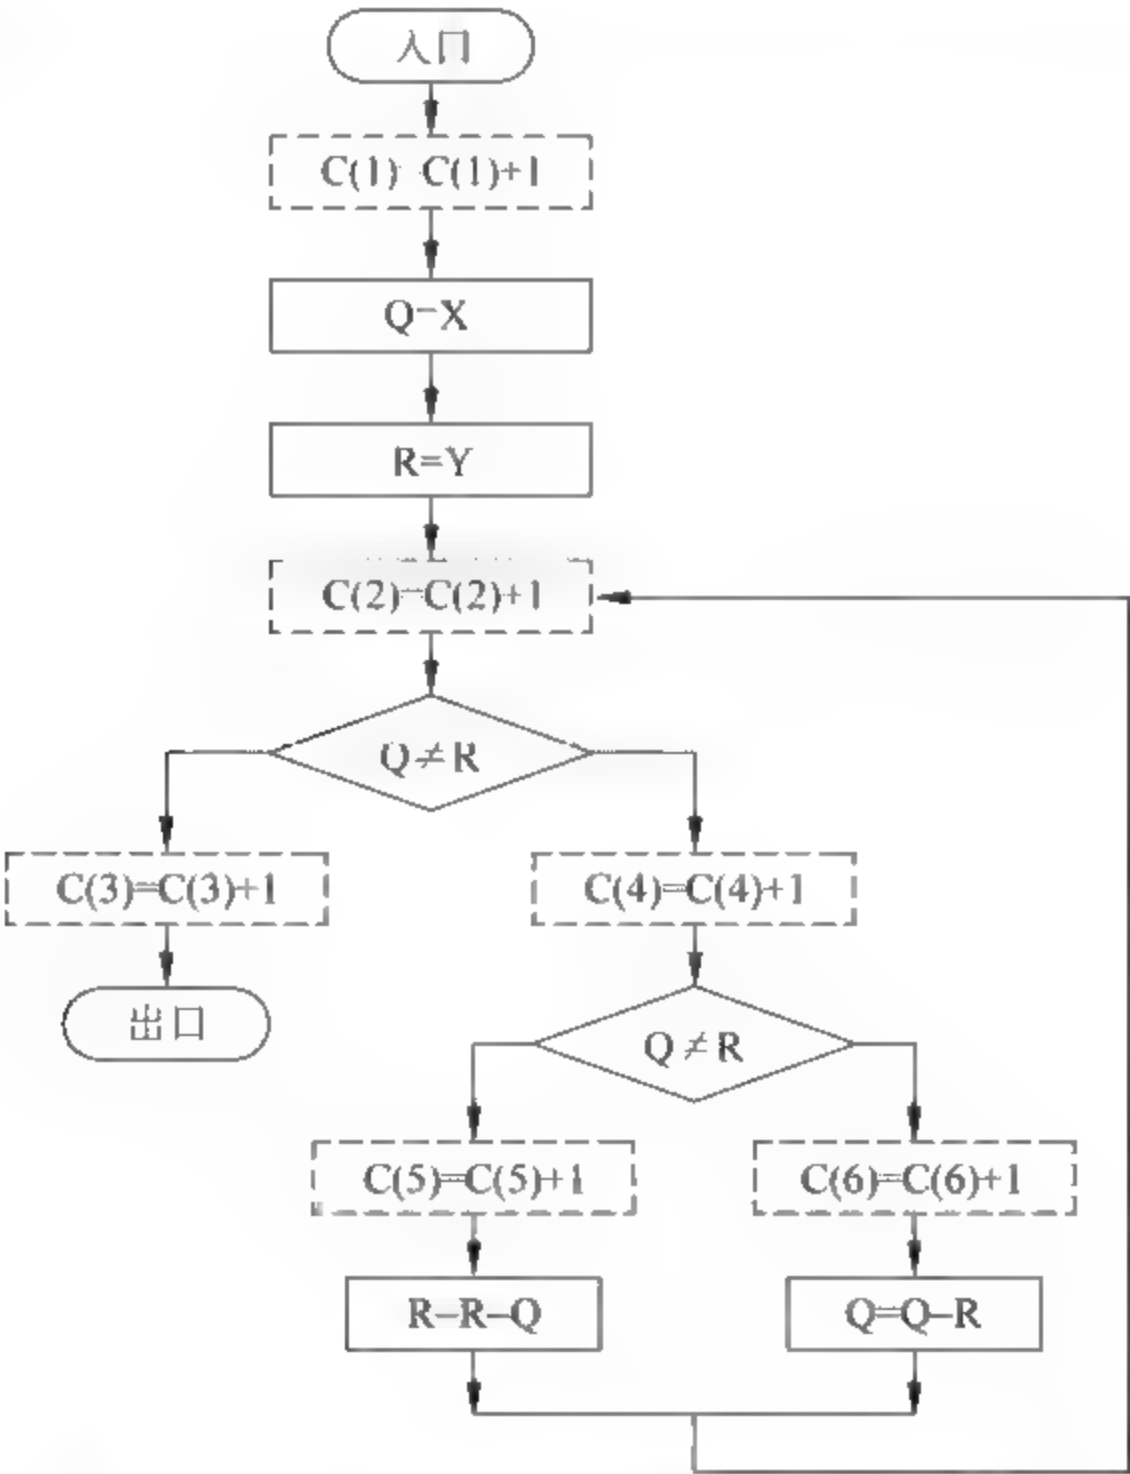 入口
C(1) C(1)+1
Q-X
R=Y
C(2)=C(2)+1
Q≠R
C(3)=C(3)+1
C(4)=C(4)+1
出口
Q≠R
C(5)=C(5)+1
C(6)=C(6)+1
R-R-Q
Q=Q-R